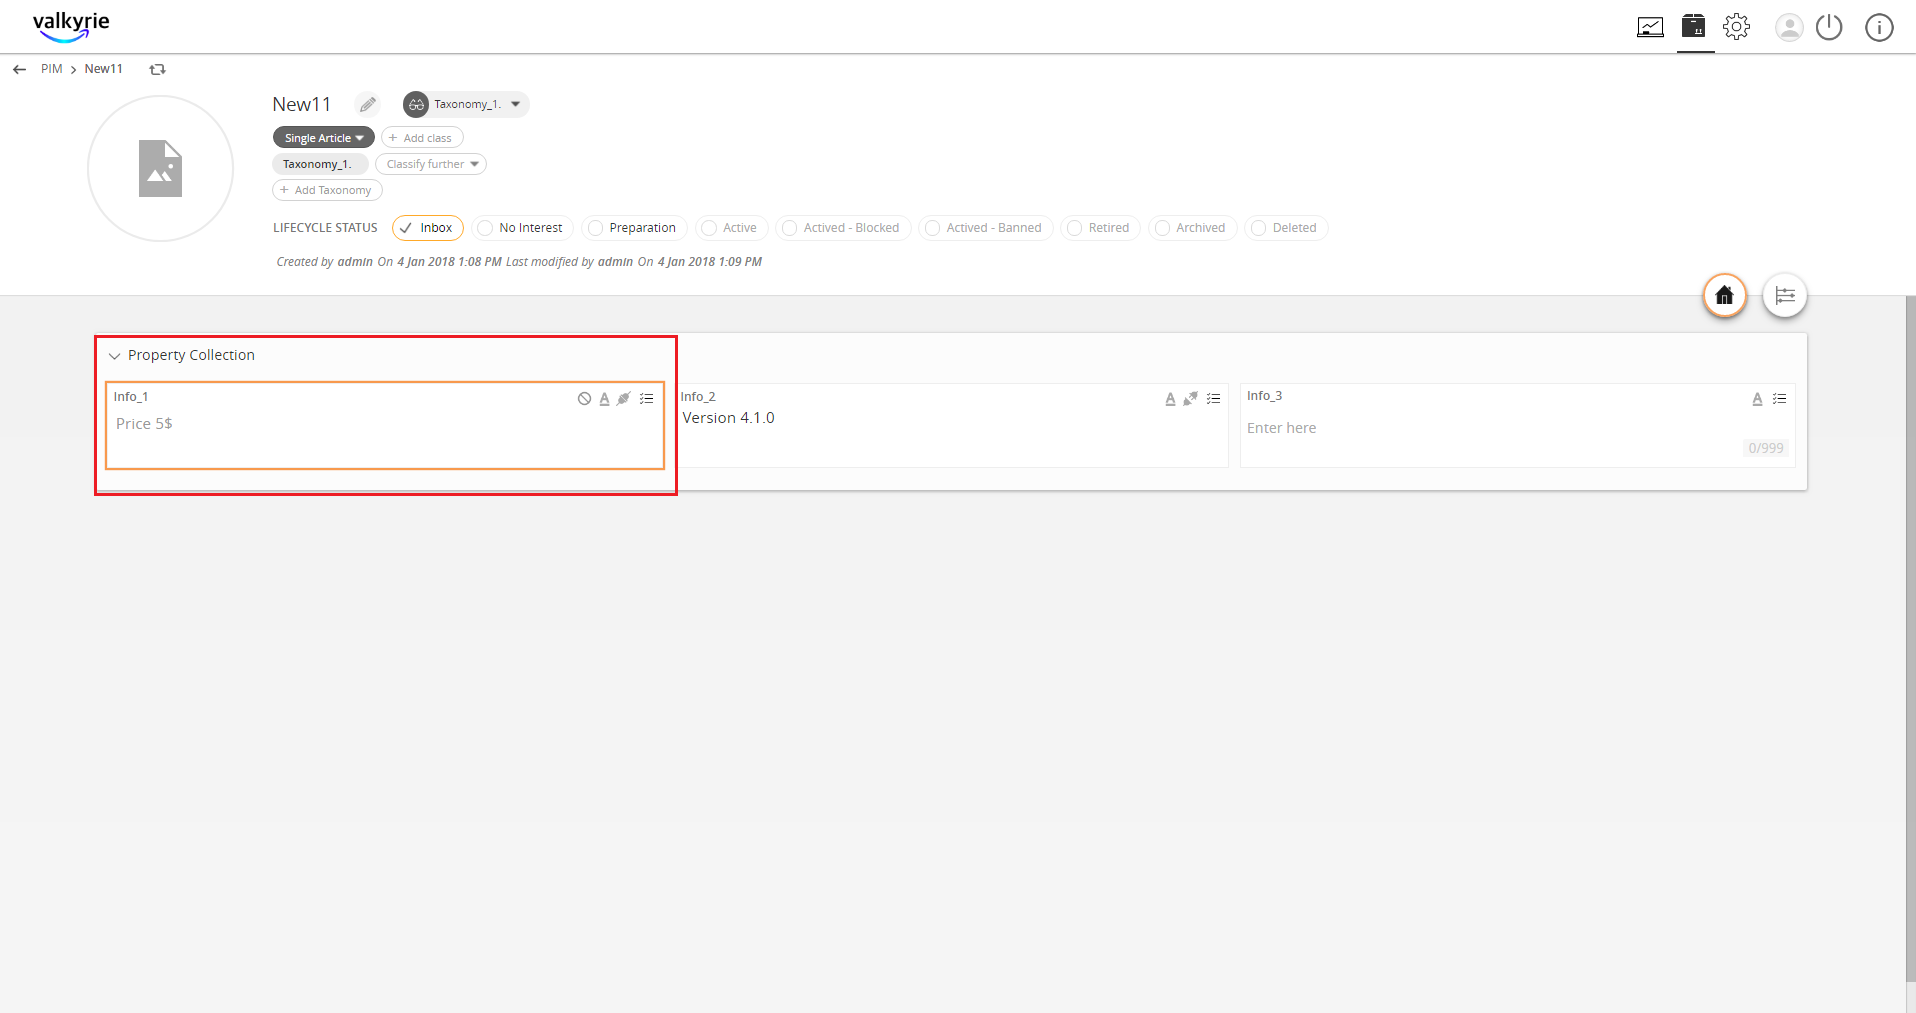 valkyrie
PIM > New11
New11
Taxonomy_1.
Single Article
+ Add class
Taxonomy_1.
Classify further
+ Add Taxonomy
LIFECYCLE STATUS
Inbox
No Interest
Preparation
Active
Actived - Blocked
Actived - Banned
Retired
Archived
Deleted
Created by admin On 4 Jan 2018 1:08 PM Last modified by admin On 4 Jan 2018 1:09 PM
Property Collection
Info_1
Price 5$
Info_2
Version 4.1.0
Info_3
Enter here
0/999